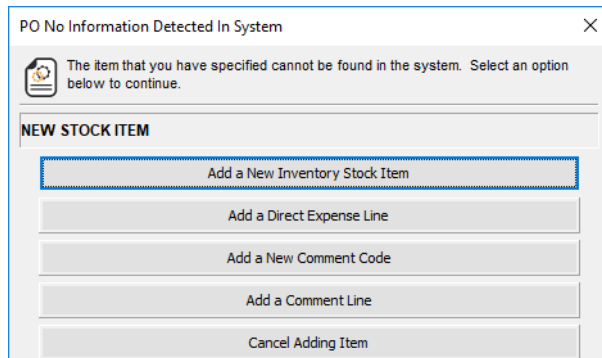 PO No Information Detected In System
The item that you have specified cannot be found in the system. Select an option
below to continue.
NEW STOCK ITEM
Add a New Inventory Stock Item
Add a Direct Expense Line
Add a New Comment Code
Add a Comment Line
Cancel Adding Item